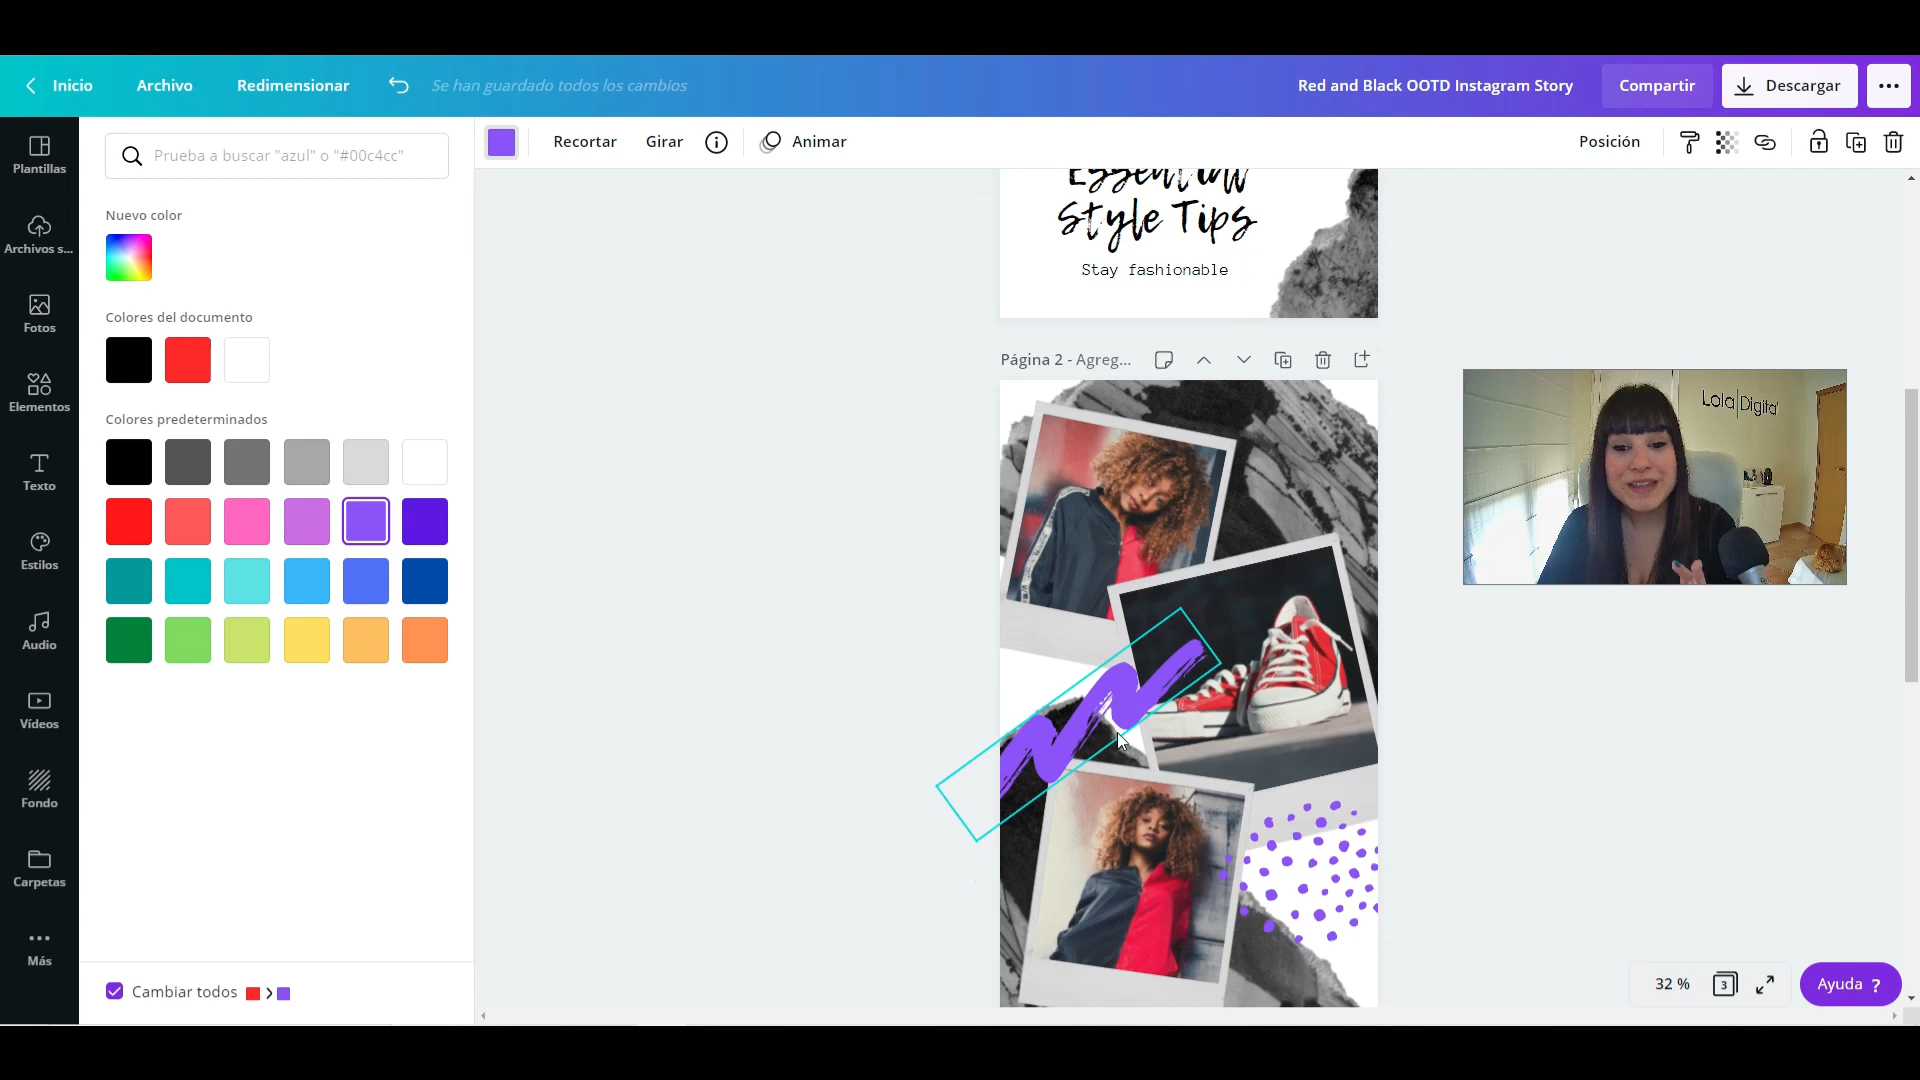 Inicio
Archivo
Redimensionar
Se han guardado todos los cambios
Red and Black OOTD Instagram Story
Compartir
Descargar
Plantillas
Archivos s...
Fotos
Elementos
Texto
Estilos
Audio
Vídeos
Fondo
Carpetas
Más
Prueba a buscar "azul" o "#00c4cc"
Nuevo color
Colores del documento
Colores predeterminados
Cambiar todos
Recortar
Girar
Animar
Posición
Essential
Style Tips
Stay fashionable
Página 2 - Agreg...
Lola|Digital
32 %
3
Ayuda ?